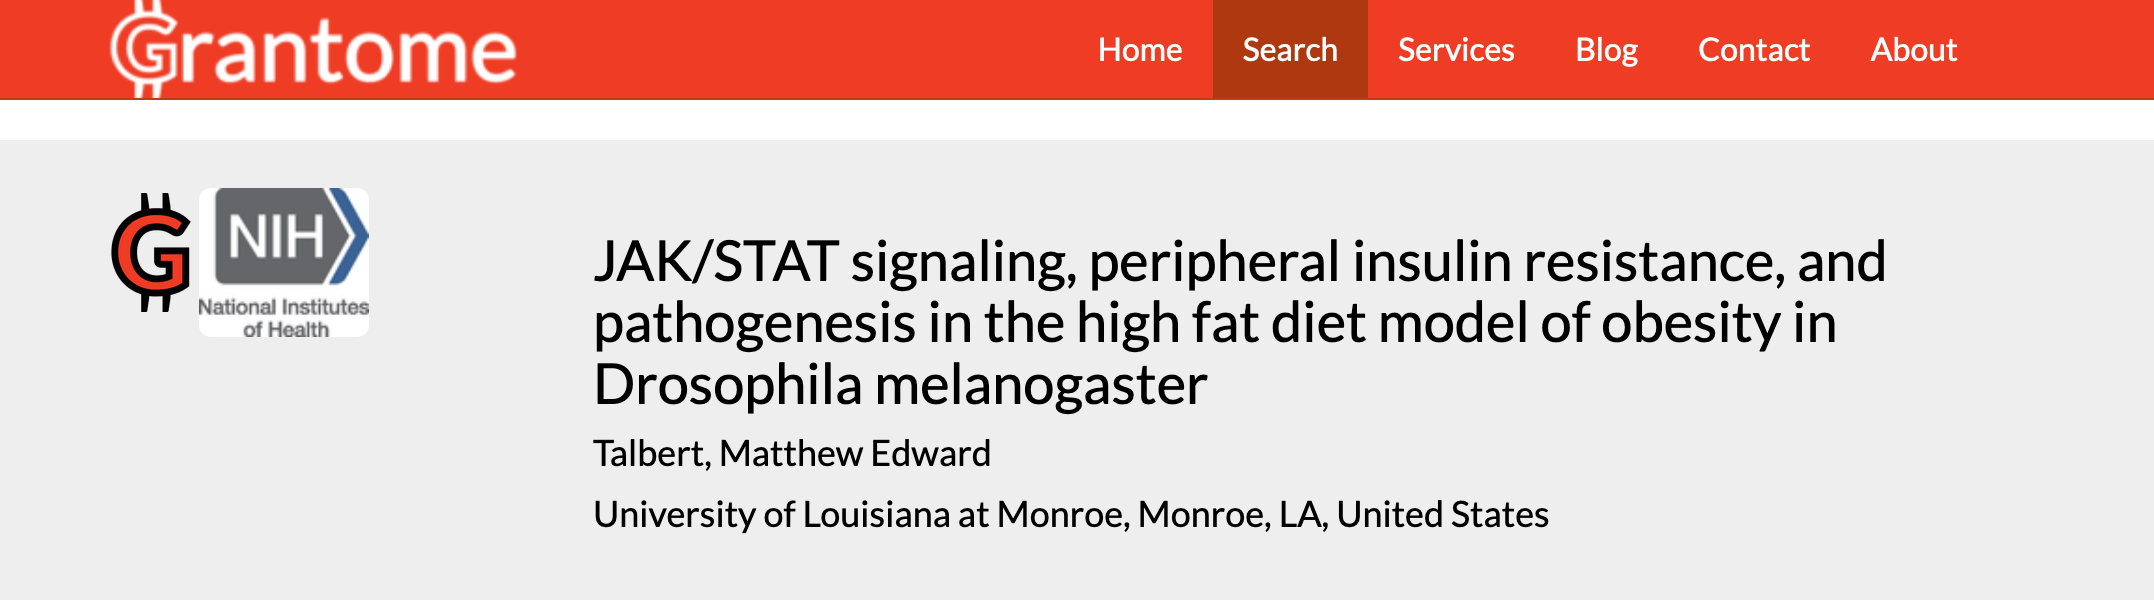 Grantome
Home Search Services Blog Contact About
G
NIH
National Institutes
of Health
JAK/STAT signaling, peripheral insulin resistance, and
pathogenesis in the high fat diet model of obesity in
Drosophila melanogaster
Talbert, Matthew Edward
University of Louisiana at Monroe, Monroe, LA, United States